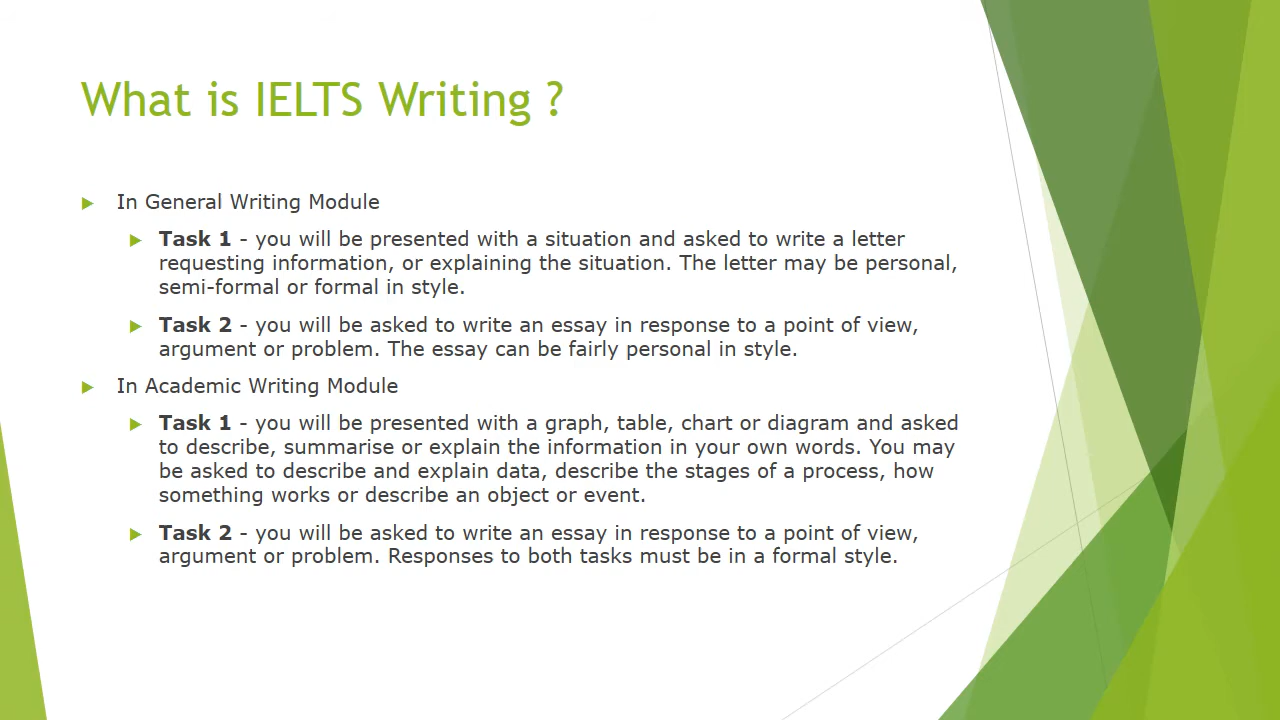 What is IELTS Writing ?
In General Writing Module
Task 1 - you will be presented with a situation and asked to write a letter
requesting information, or explaining the situation. The letter may be personal,
semi-formal or formal in style.
Task 2 - you will be asked to write an essay in response to a point of view,
argument or problem. The essay can be fairly personal in style.
In Academic Writing Module
Task 1 - you will be presented with a graph, table, chart or diagram and asked
to describe, summarise or explain the information in your own words. You may
be asked to describe and explain data, describe the stages of a process, how
something works or describe an object or event.
Task 2 - you will be asked to write an essay in response to a point of view,
argument or problem. Responses to both tasks must be in a formal style.